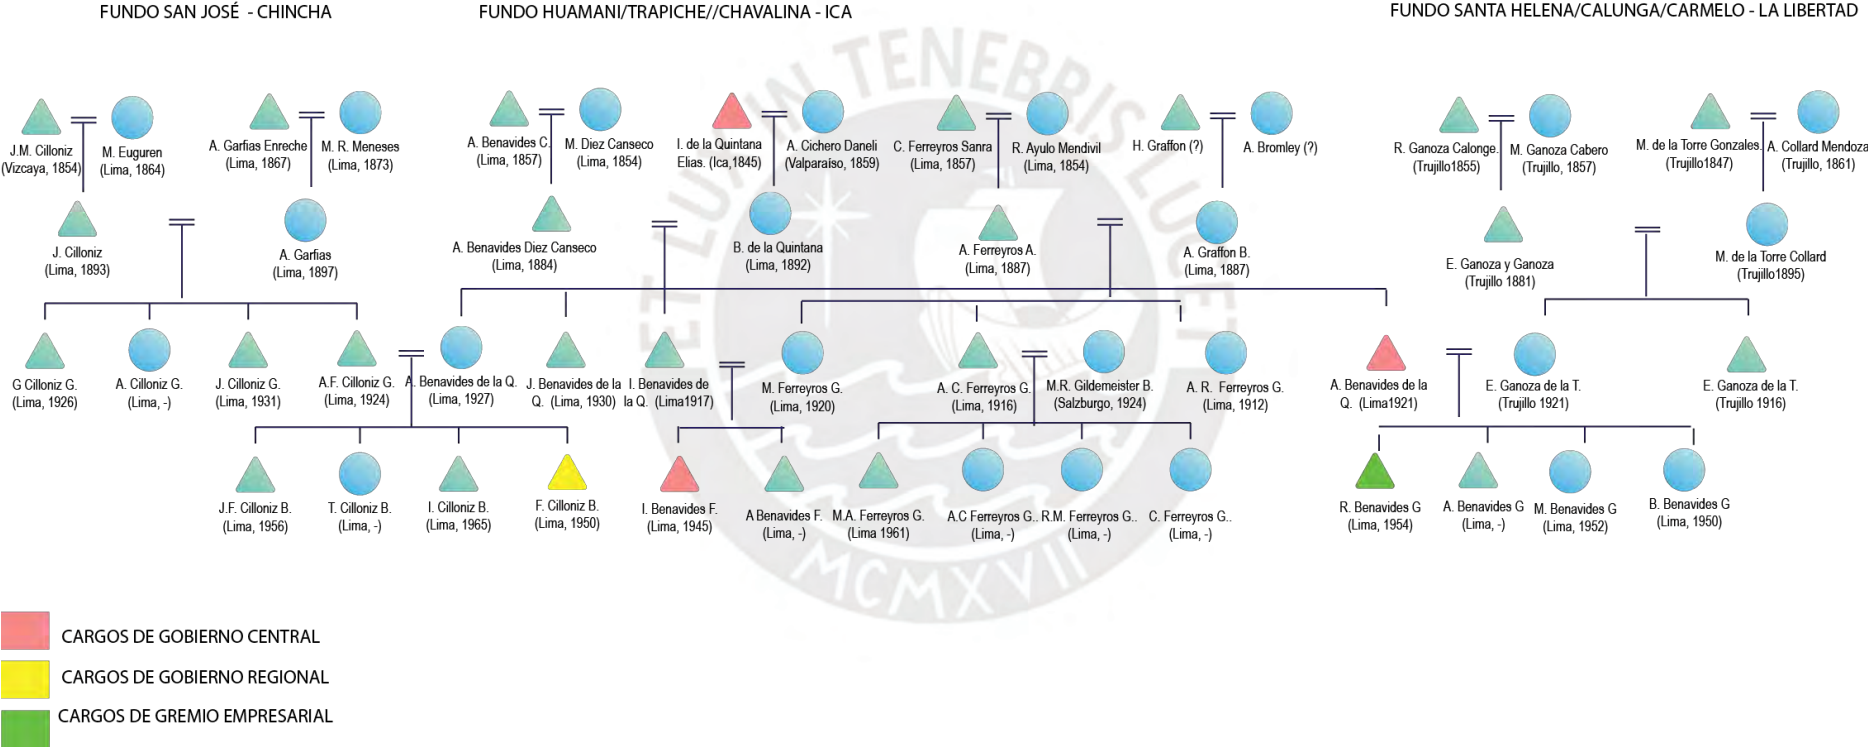 FUNDO SAN JOSÉ - CHINCHA
FUNDO HUAMANI/TRAPICHE//CHAVALINA - ICA
FUNDO SANTA HELENA/CALUNGA/CARMELO - LA LIBERTAD
J.M. Cilloniz
(Vizcaya, 1854)
M. Euguren
(Lima, 1864)
A. Garfias Enreche
(Lima, 1867)
M. R. Meneses
(Lima, 1873)
A. Benavides C.
(Lima, 1857)
M. Diez Canseco
(Lima, 1854)
I. de la Quintana
Elias. (Ica,1845)
A. Cichero Daneli
(Valparaíso, 1859)
C. Ferreyros Sanra
(Lima, 1857)
R. Ayulo Mendivil
(Lima, 1854)
H. Graffon (?)
A. Bromley (?)
R. Ganoza Calonge.
(Trujillo1855)
M. Ganoza Cabero
(Trujillo, 1857)
M. de la Torre Gonzales.
(Trujillo1847)
A. Collard Mendoza
(Trujillo, 1861)
J. Cilloniz
(Lima, 1893)
A. Garfias
(Lima, 1897)
A. Benavides Diez Canseco
(Lima, 1884)
B. de la Quintana
(Lima, 1892)
A. Ferreyros A.
(Lima, 1887)
A. Graffon B.
(Lima, 1887)
E. Ganoza y Ganoza
(Trujillo 1881)
M. de la Torre Collard
(Trujillo1895)
G Cilloniz G.
(Lima, 1926)
A. Cilloniz G.
(Lima, -)
J. Cilloniz G.
(Lima, 1931)
A.F. Cilloniz G.
(Lima, 1924)
A. Benavides de la Q.
(Lima, 1927)
J. Benavides de la
Q. (Lima, 1930)
I. Benavides de
la Q. (Lima1917)
M. Ferreyros G.
(Lima, 1920)
A. C. Ferreyros G.
(Lima, 1916)
M.R. Gildemeister B.
(Salzburgo, 1924)
A. R. Ferreyros G.
(Lima, 1912)
A. Benavides de la
Q. (Lima1921)
E. Ganoza de la T.
(Trujillo 1921)
E. Ganoza de la T.
(Trujillo 1916)
J.F. Cilloniz B.
(Lima, 1956)
T. Cilloniz B.
(Lima, -)
I. Cilloniz B.
(Lima, 1965)
F. Cilloniz B.
(Lima, 1950)
I. Benavides F.
(Lima, 1945)
A Benavides F.
(Lima, -)
M.A. Ferreyros G.
(Lima 1961)
A.C Ferreyros G..
(Lima, -)
R.M. Ferreyros G..
(Lima, -)
C. Ferreyros G..
(Lima, -)
R. Benavides G
(Lima, 1954)
A. Benavides G
(Lima, -)
M. Benavides G
(Lima, 1952)
B. Benavides G
(Lima, 1950)
ET LUX IN TENEBRIS LUCET
MCMXVII
CARGOS DE GOBIERNO CENTRAL
CARGOS DE GOBIERNO REGIONAL
CARGOS DE GREMIO EMPRESARIAL